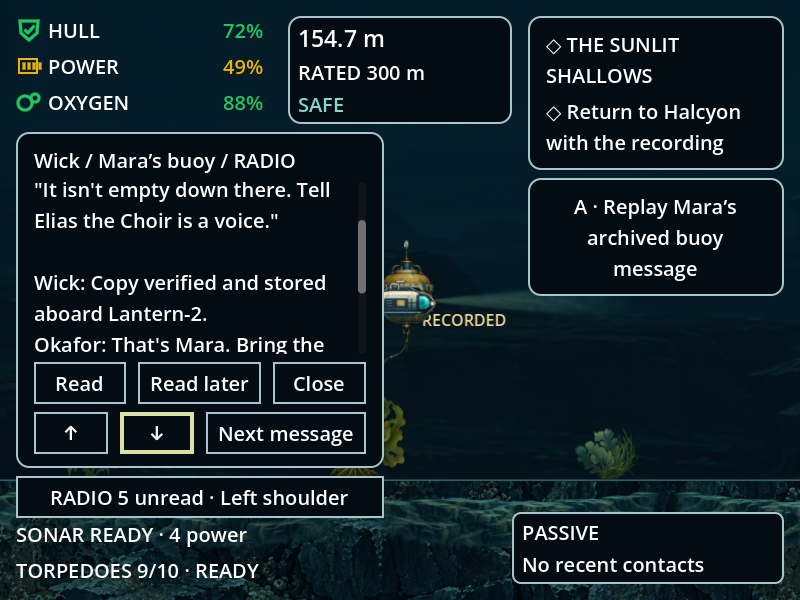 HULL 72%
POWER 49%
OXYGEN 88%
154.7 m
RATED 300 m
SAFE
◇ THE SUNLIT
SHALLOWS
◇ Return to Halcyon
with the recording
A · Replay Mara’s
archived buoy
message
Wick / Mara’s buoy / RADIO
"It isn't empty down there. Tell
Elias the Choir is a voice."
Wick: Copy verified and stored
aboard Lantern-2.
Okafor: That's Mara. Bring the
Read Read later Close
↑ ↓ Next message
RECORDED
RADIO 5 unread · Left shoulder
SONAR READY · 4 power
TORPEDOES 9/10 · READY
PASSIVE
No recent contacts